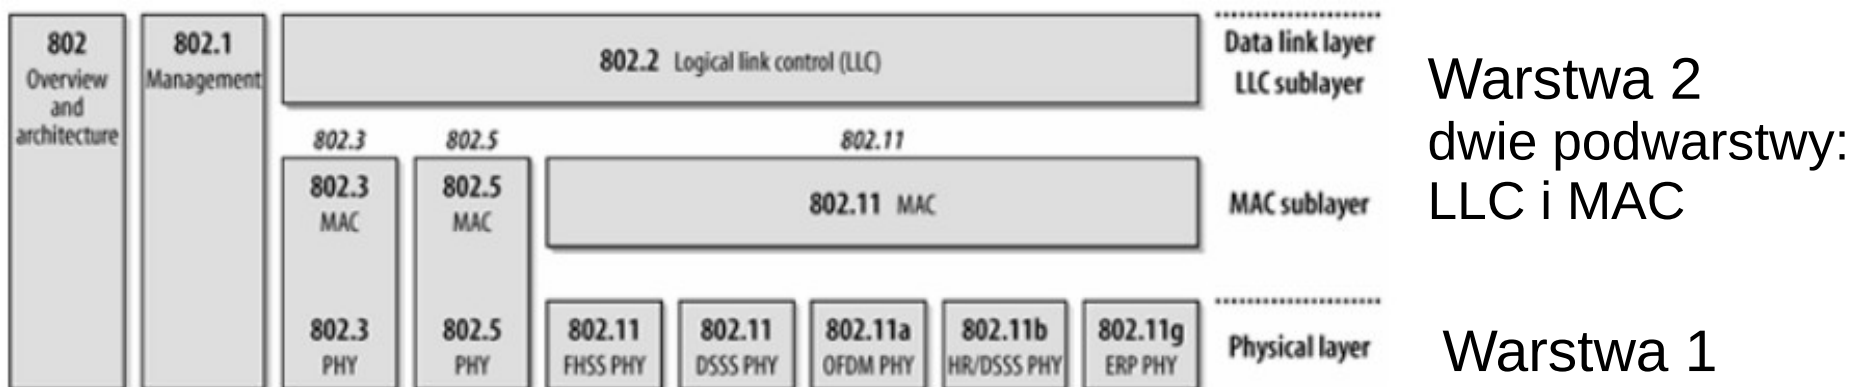 802
Overview
and
architecture
802.1
Management
802.2 Logical link control (LLC)
Data link layer
LLC sublayer
802.3
802.5
802.11
802.3
MAC
802.5
MAC
802.11 MAC
MAC sublayer
802.3
PHY
802.5
PHY
802.11
FHSS PHY
802.11
DSSS PHY
802.11a
OFDM PHY
802.11b
HR/DSSS PHY
802.11g
ERP PHY
Physical layer
Warstwa 2
dwie podwarstwy:
LLC i MAC
Warstwa 1